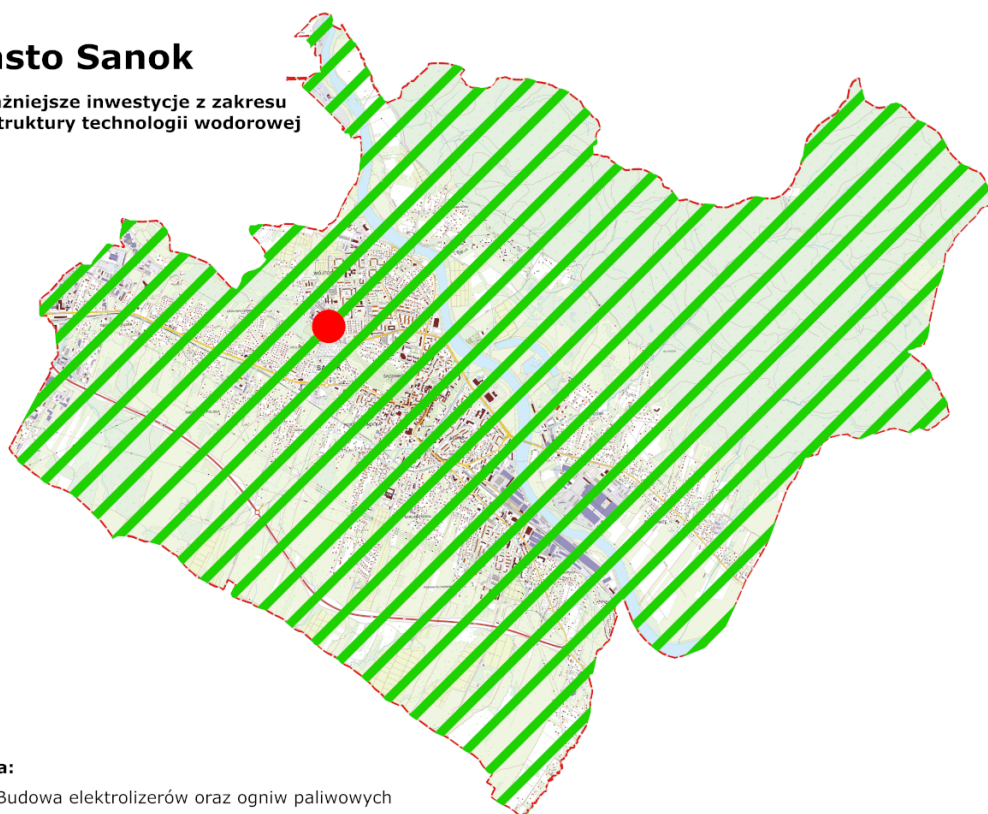 asto Sanok
ażniejsze inwestycje z zakresu
truktury technologii wodorowej
a:
Budowa elektrolizerów oraz ogniw paliwowych